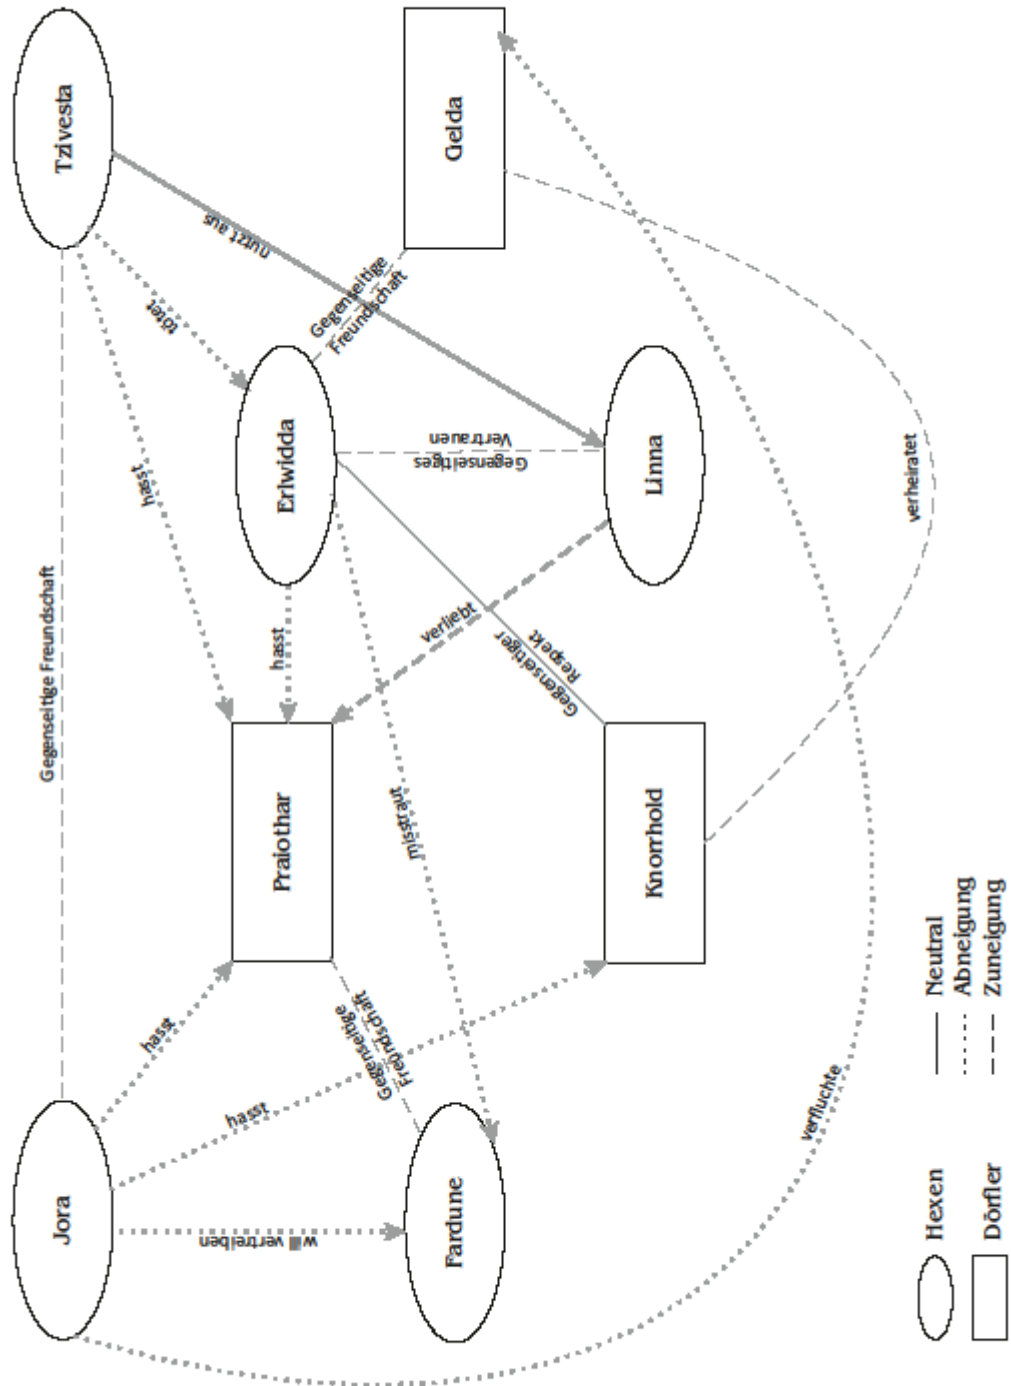 Jora
Gegenseitige Freundschaft
Tzivesta
hasst
hasst
tötet
nutzt aus
will vertreiben
hasst
Praiothar
hasst
Erlwidda
Gegenseitige
Freundschaft
Gegenseitige
Freundschaft
misstraut
Fardune
verliebt
Gegenseitiges
Vertrauen
Gelda
Gegenseitiger
Respekt
Knorrhold
Linna
verfluchte
verheiratet
Hexen
Dörfler
Neutral
Abneigung
Zuneigung